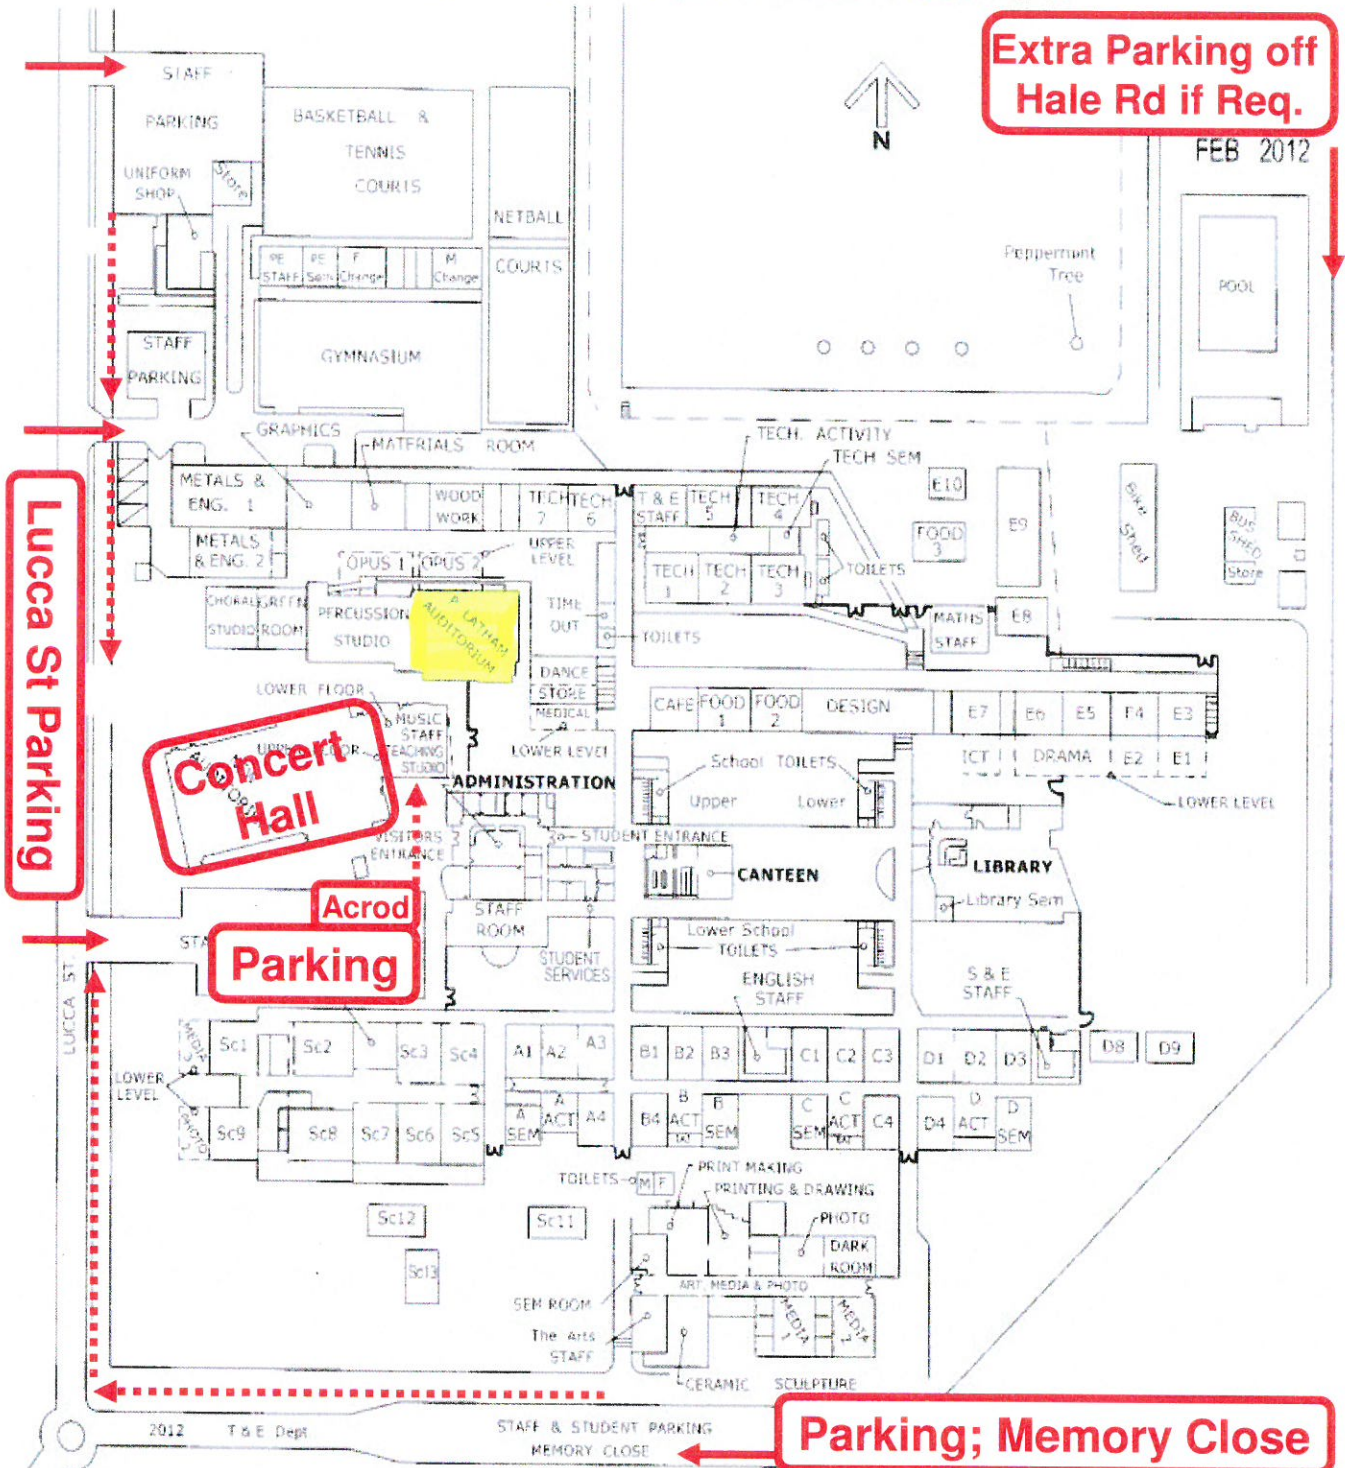 Extra Parking off
Hale Rd if Req.
FEB 2012
N
STAFF
PARKING
UNIFORM
SHOP
Store
BASKETBALL &
TENNIS
COURTS
NETBALL
COURTS
PE
STAFF
PE
Sem
F
Change
M
Change
Peppermont
Tree
POOL
STAFF
PARKING
GYMNASIUM
GRAPHICS
MATERIALS ROOM
TECH. ACTIVITY
TECH SEM
METALS &
ENG. 1
WOOD
WORK
TECH
7
TECH
6
T & E
STAFF
TECH
5
TECH
4
E10
E9
FOOD
3
Bike
Shed
BUS
SHED
Store
METALS
& ENG. 2
OPUS 1
OPUS 2
UPPER
LEVEL
TECH
1
TECH
2
TECH
3
TOILETS
CHORAL
STUDIO
GREEN
ROOM
PERCUSSION
STUDIO
A. LATHAM
AUDITORIUM
TIME
OUT
TOILETS
MATHS
STAFF
E8
DANCE
STORE
MEDICAL
LOWER LEVEL
CAFE
FOOD
1
FOOD
2
DESIGN
E7
E6
E5
E4
E3
ICT
DRAMA
E2
E1
LOWER LEVEL
Lucca St Parking
LOWER FLOOR
MUSIC
STAFF
TEACHING
STUDIO
Concert
Hall
ADMINISTRATION
School TOILETS
Upper
Lower
VISITORS
ENTRANCE
STUDENT ENTRANCE
CANTEEN
LIBRARY
Library Sem
Acrod
Parking
STAFF
ROOM
STUDENT
SERVICES
Lower School
TOILETS
ENGLISH
STAFF
S & E
STAFF
LUCCA ST.
MEDIA
LOWER
LEVEL
PHOTO
Sc1
Sc2
Sc3
Sc4
A1
A2
A3
B1
B2
B3
C1
C2
C3
D1
D2
D3
D8
D9
Sc9
Sc8
Sc7
Sc6
Sc5
A
SEM
A
ACT
A4
B4
B
ACT
B
SEM
C
SEM
C
ACT
C4
D4
D
ACT
D
SEM
TOILETS
M F
PRINT MAKING
PRINTING & DRAWING
PHOTO
DARK
ROOM
Sc12
Sc11
Sc13
SEM ROOM
ART, MEDIA & PHOTO
The Arts
STAFF
MEDIA
1
MEDIA
2
CERAMIC SCULPTURE
2012 T & E Dept
STAFF & STUDENT PARKING
MEMORY CLOSE
Parking; Memory Close